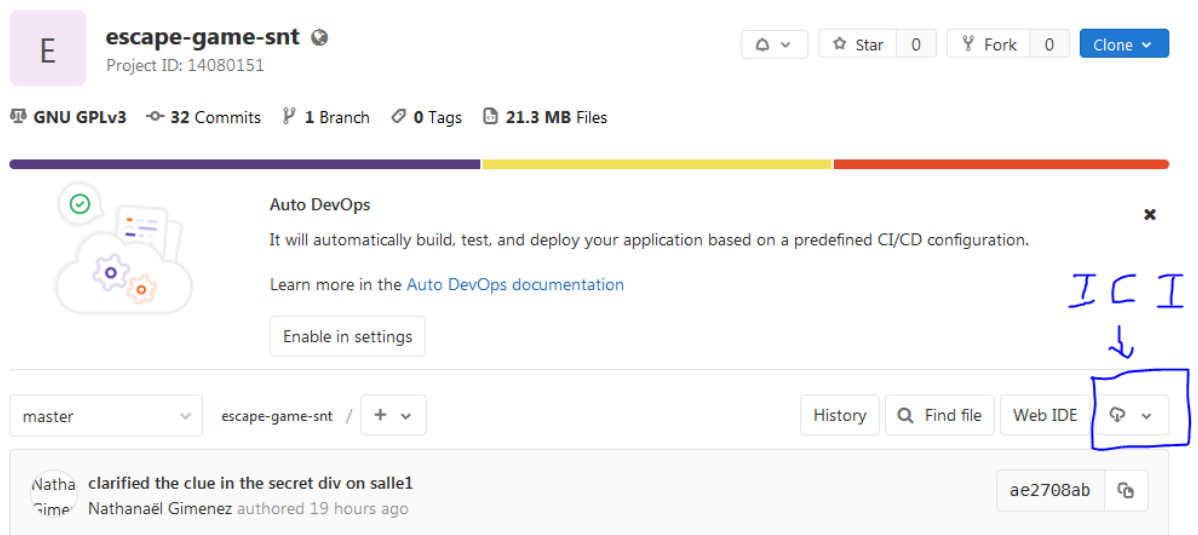 E
escape-game-snt
Project ID: 14080151
Star 0
Fork 0
Clone
GNU GPLv3 32 Commits 1 Branch 0 Tags 21.3 MB Files
Auto DevOps
It will automatically build, test, and deploy your application based on a predefined CI/CD configuration.
Learn more in the Auto DevOps documentation
Enable in settings
ICI
master
escape-game-snt / +
History
Find file
Web IDE
Natha
Gime
clarified the clue in the secret div on salle1
Nathanaël Gimenez authored 19 hours ago
ae2708ab